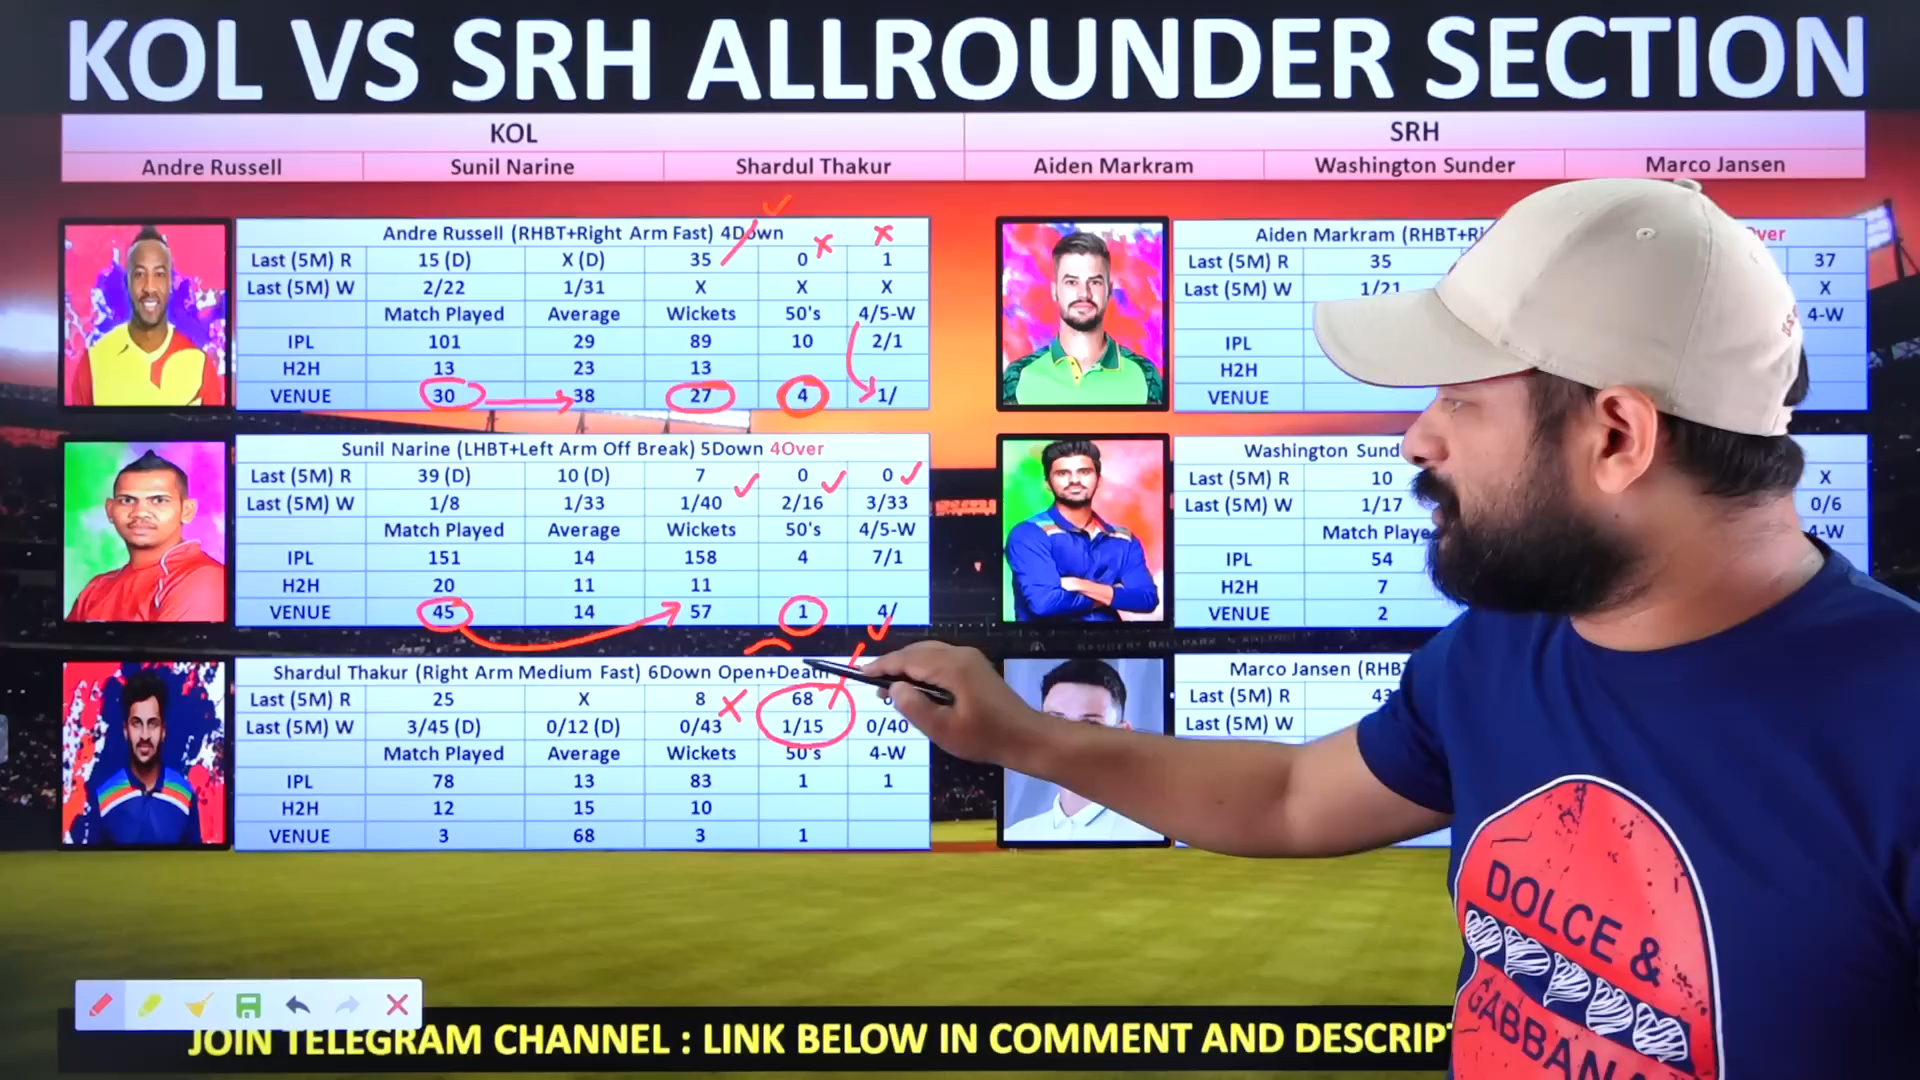 KOL VS SRH ALLROUNDER SECTION
KOL SRH
Andre Russell Sunil Narine Shardul Thakur Aiden Markram Washington Sunder Marco Jansen
Andre Russell (RHBT+Right Arm Fast) 4Down
Last (5M) R 15 (D) X (D) 35 0 1
Last (5M) W 2/22 1/31 X X X
Match Played Average Wickets 50's 4/5-W
IPL 101 29 89 10 2/1
H2H 13 23 13
VENUE 30 38 27 4 1/
Sunil Narine (LHBT+Left Arm Off Break) 5Down 4Over
Last (5M) R 39 (D) 10 (D) 7 0 0
Last (5M) W 1/8 1/33 1/40 2/16 3/33
Match Played Average Wickets 50's 4/5-W
IPL 151 14 158 4 7/1
H2H 20 11 11
VENUE 45 14 57 1 4/
Shardul Thakur (Right Arm Medium Fast) 6Down Open+Death
Last (5M) R 25 X 8 68
Last (5M) W 3/45 (D) 0/12 (D) 0/43 1/15 0/40
Match Played Average Wickets 50's 4-W
IPL 78 13 83 1 1
H2H 12 15 10
VENUE 3 68 3 1
Aiden Markram (RHBT+Ri
Last (5M) R 35 37
Last (5M) W 1/21 X
4-W
IPL
H2H
VENUE
Washington Sund
Last (5M) R 10 X
Last (5M) W 1/17 0/6
Match Playe 4-W
IPL 54
H2H 7
VENUE 2
Marco Jansen (RHB
Last (5M) R 43
Last (5M) W
DOLCE &
GABBANA
JOIN TELEGRAM CHANNEL : LINK BELOW IN COMMENT AND DESCRIPT